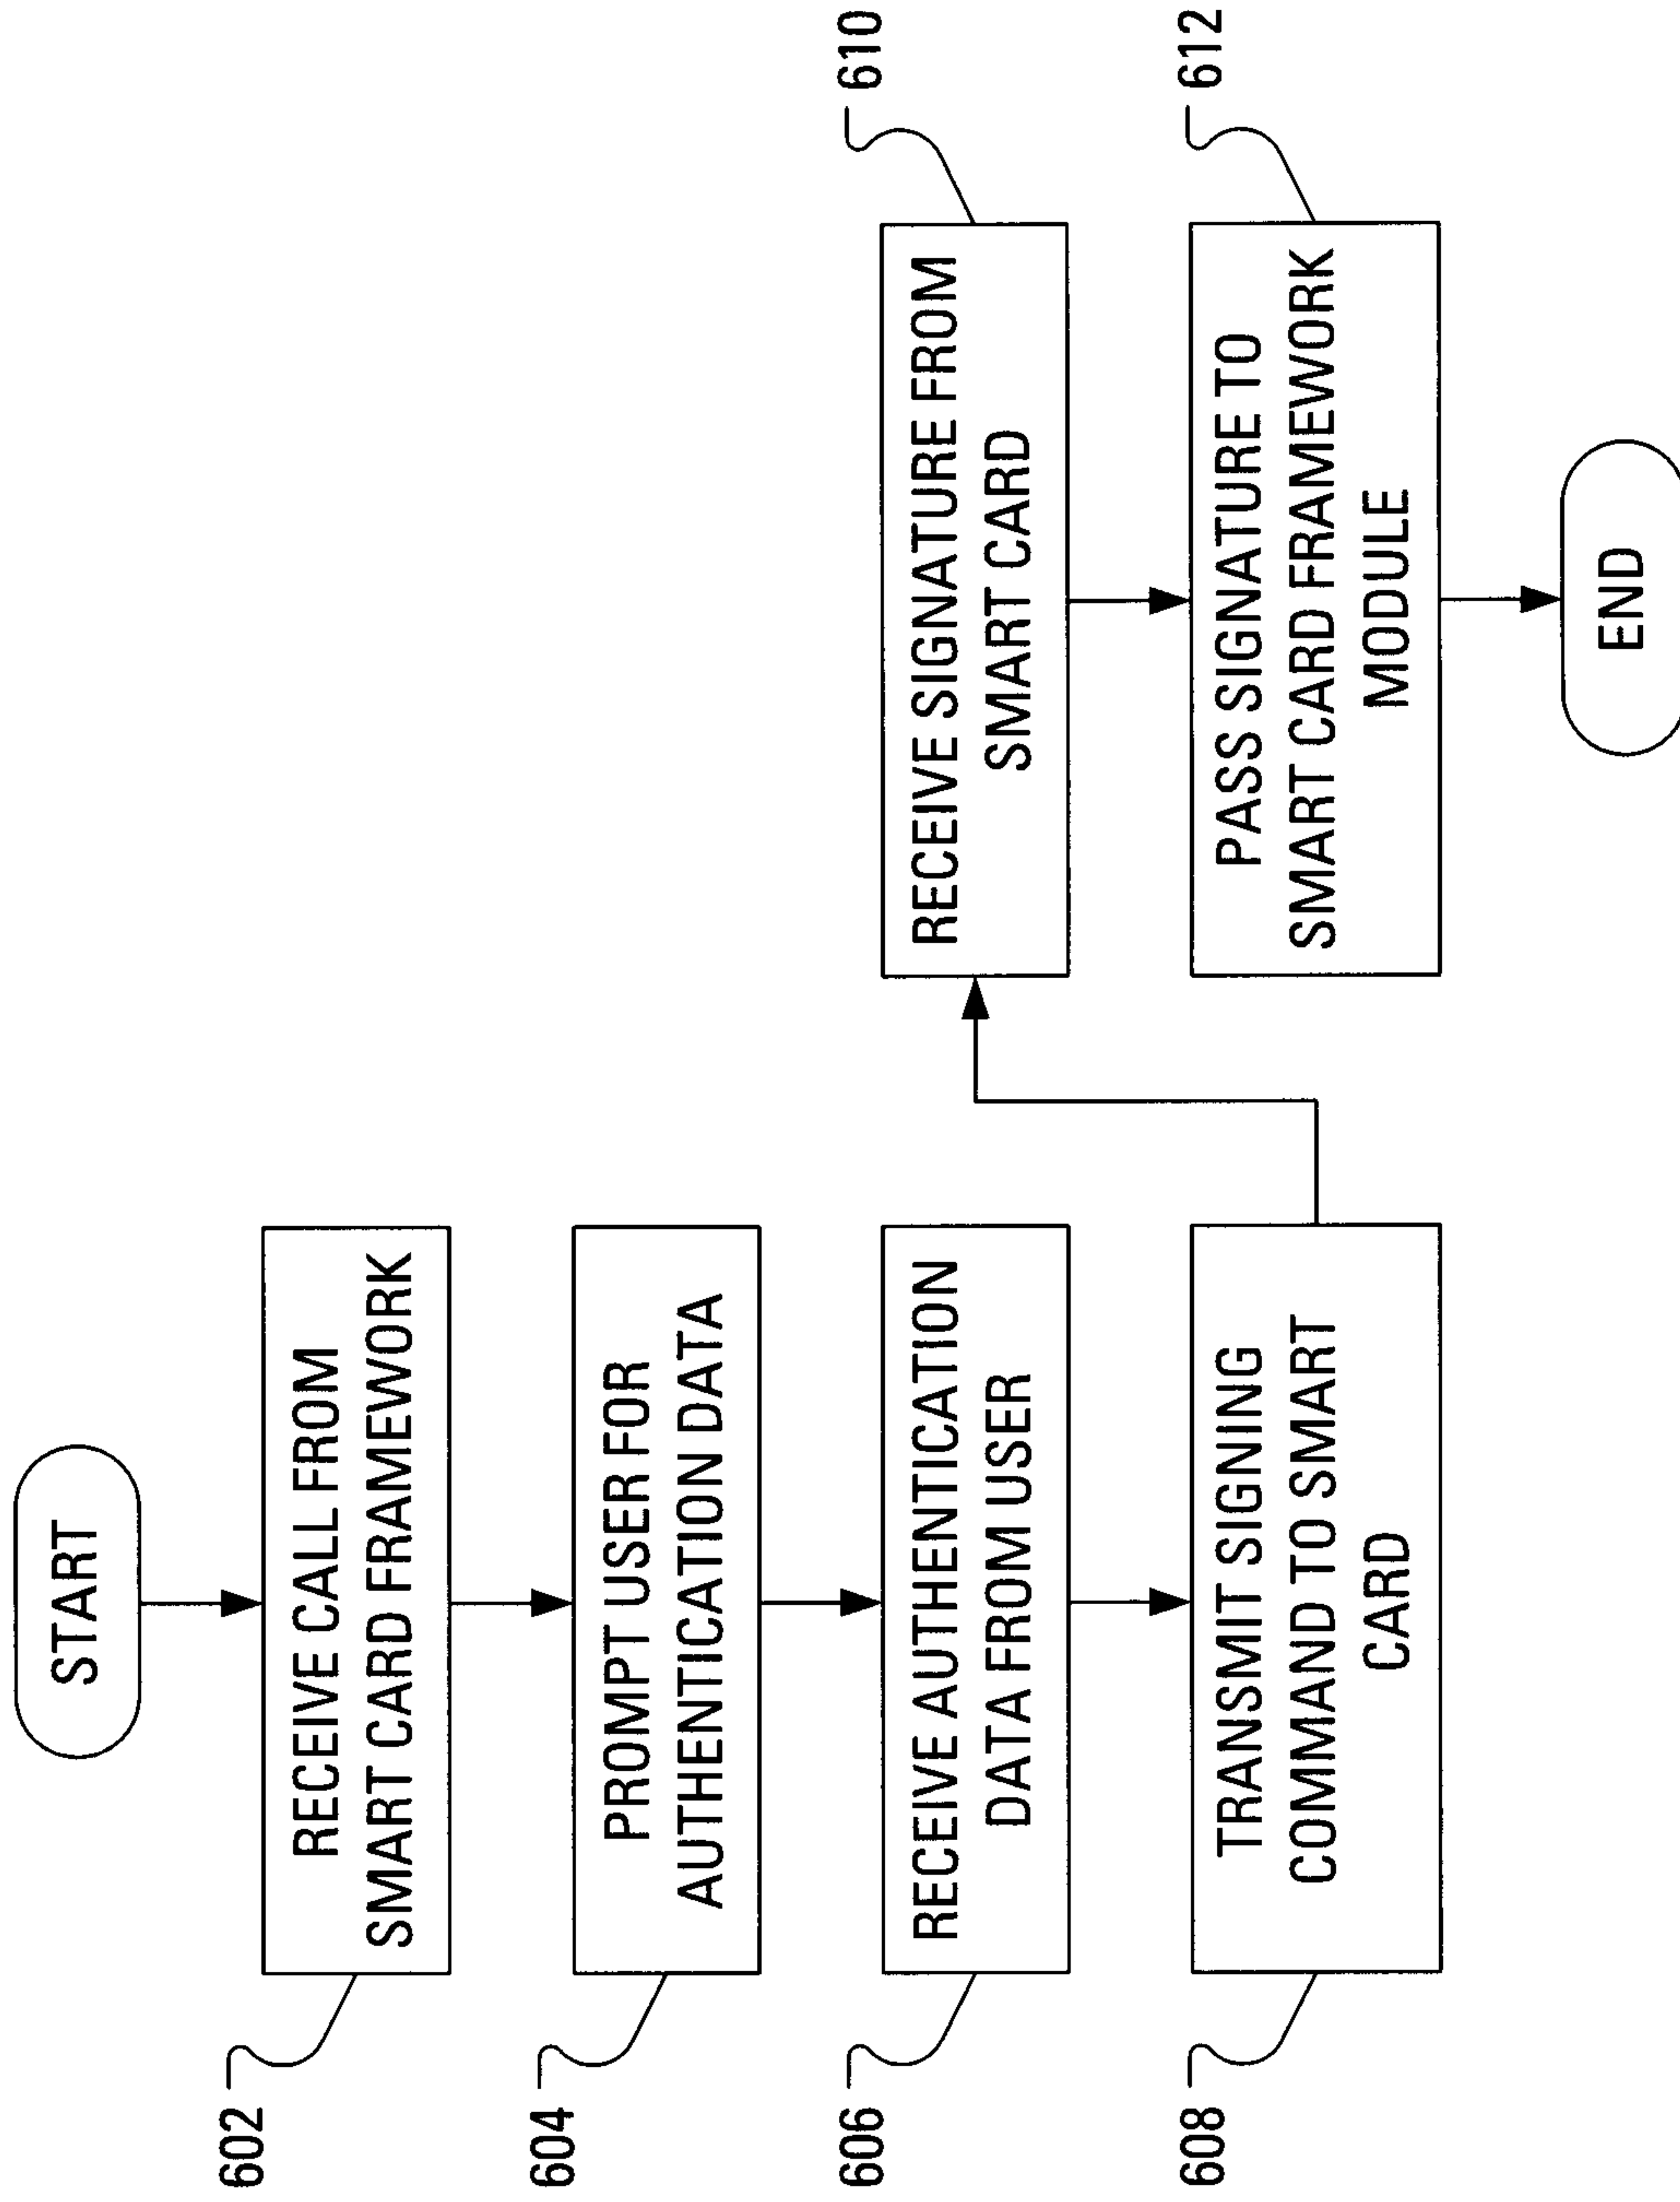 START
602
RECEIVE CALL FROM
SMART CARD FRAMEWORK
604
PROMPT USER FOR
AUTHENTICATION DATA
606
RECEIVE AUTHENTICATION
DATA FROM USER
608
TRANSMIT SIGNING
COMMAND TO SMART
CARD
610
RECEIVE SIGNATURE FROM
SMART CARD
612
PASS SIGNATURE TO
SMART CARD FRAMEWORK
MODULE
END